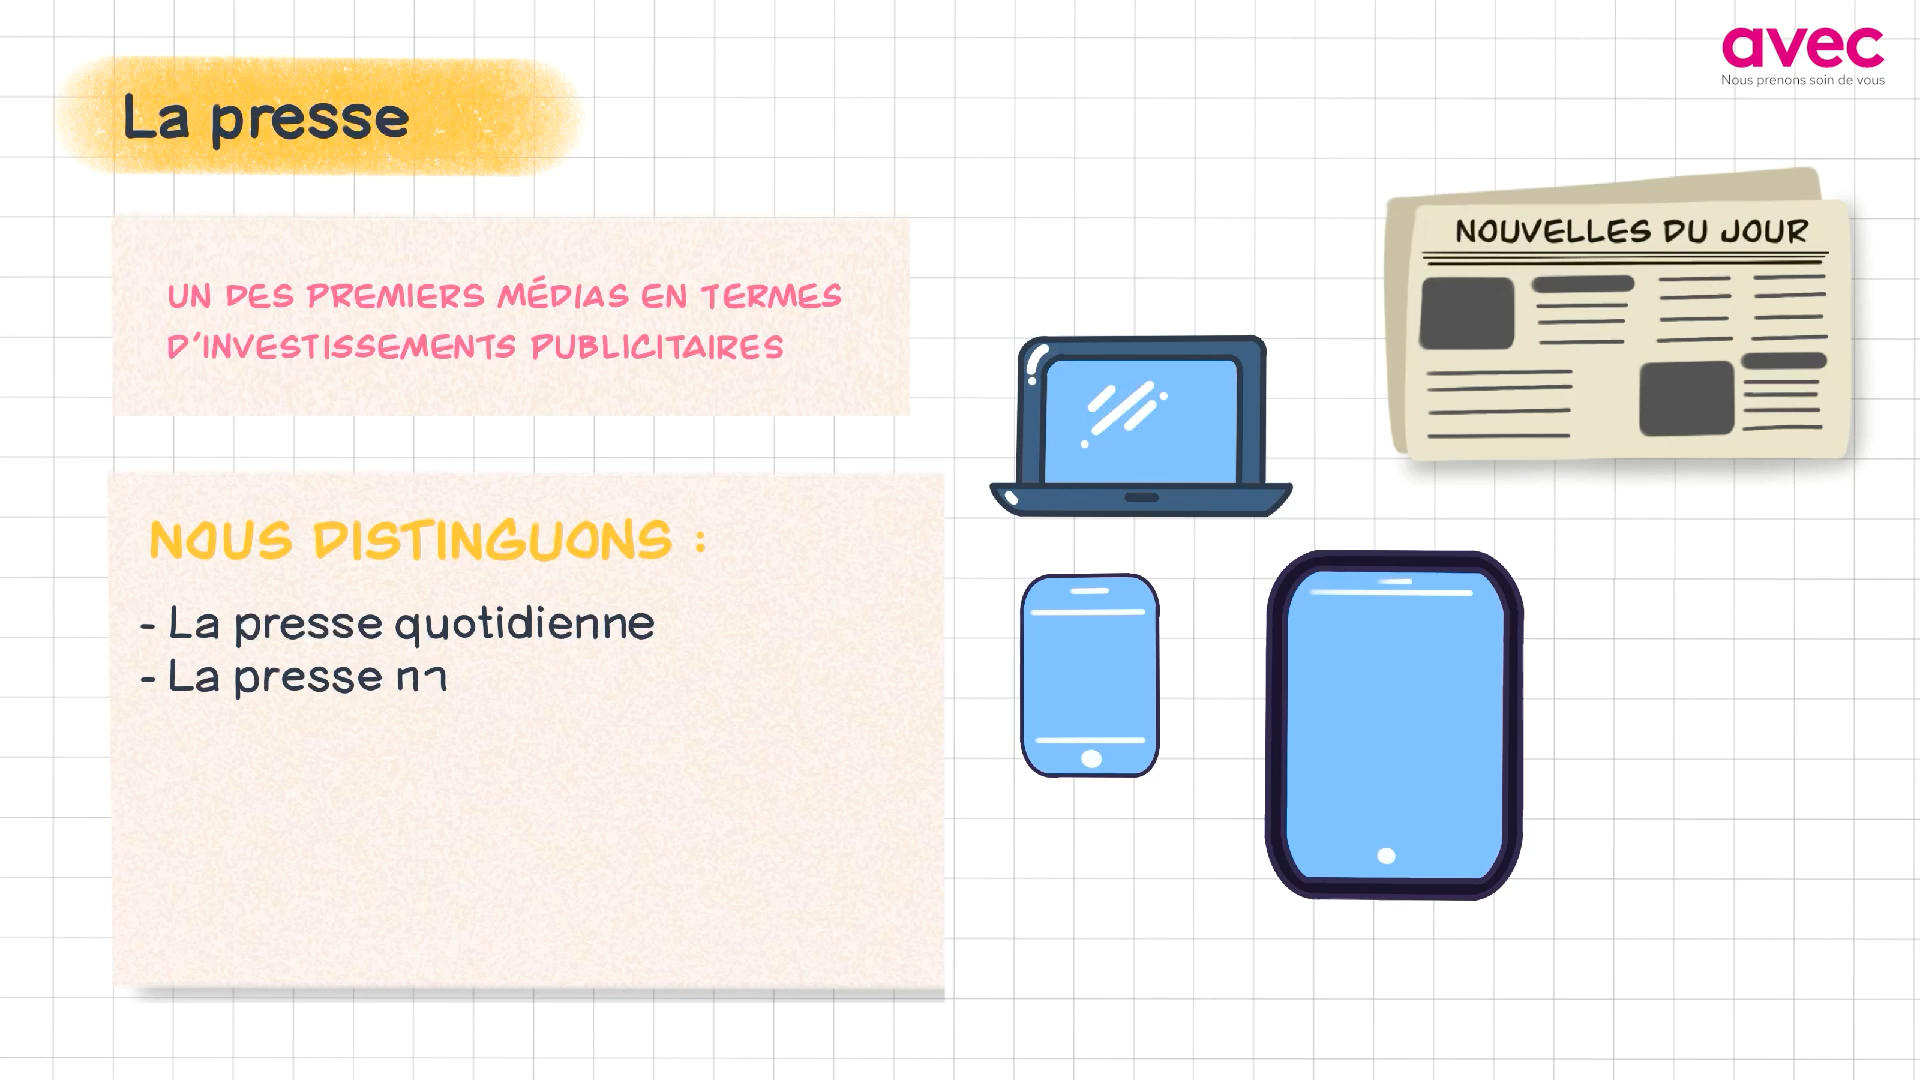 avec
Nous prenons soin de vous
La presse
NOUVELLES DU JOUR
UN DES PREMIERS MÉDIAS EN TERMES
D'INVESTISSEMENTS PUBLICITAIRES
NOUS DISTINGUONS :
- La presse quotidienne
- La presse